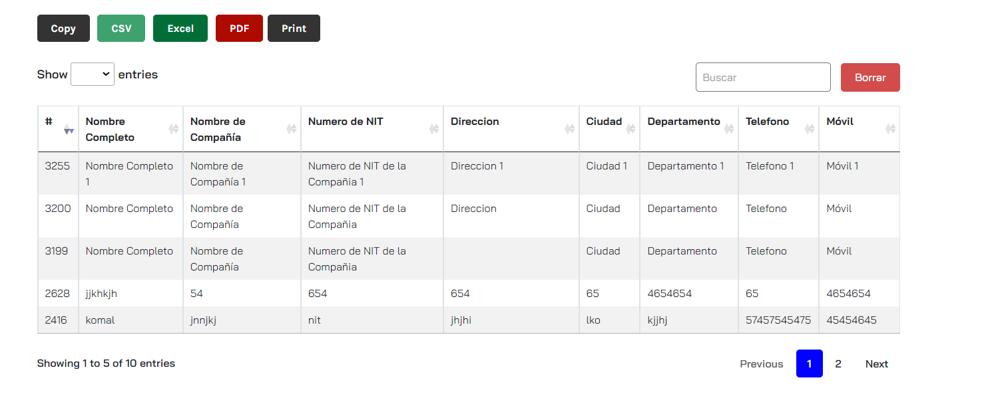 Copy CSV Excel PDF Print
Show entries Buscar Borrar
# Nombre Completo Nombre de Compañía Numero de NIT Direccion Ciudad Departamento Telefono Móvil
3255 Nombre Completo 1 Nombre de Compañía 1 Numero de NIT de la Compañia 1 Direccion 1 Ciudad 1 Departamento 1 Telefono 1 Móvil 1
3200 Nombre Completo Nombre de Compañía Numero de NIT de la Compañia Direccion Ciudad Departamento Telefono Móvil
3199 Nombre Completo Nombre de Compañía Numero de NIT de la Compañia Ciudad Departamento Telefono Móvil
2628 jjkhkjh 54 654 654 65 4654654 65 4654654
2416 komal jnnjkj nit jhjhi lko kjjhj 57457545475 45454645
Showing 1 to 5 of 10 entries Previous 1 2 Next